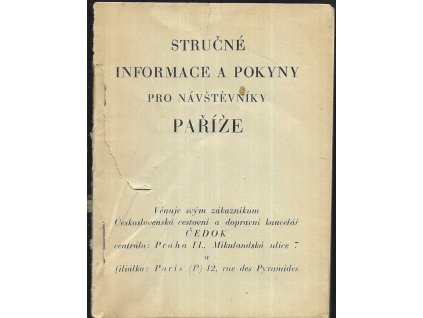 STRUČNÉ
INFORMACE A POKYNY
PRO NÁVŠTĚVNÍKY
PAŘÍŽE
Věnuje svým zákazníkům
Československá cestovní a dopravní kancelář
ČEDOK
centrála: Praha II., Mikulandská ulice 7
a
filiálka: Paris (Iᵉ) 12, rue des Pyramides